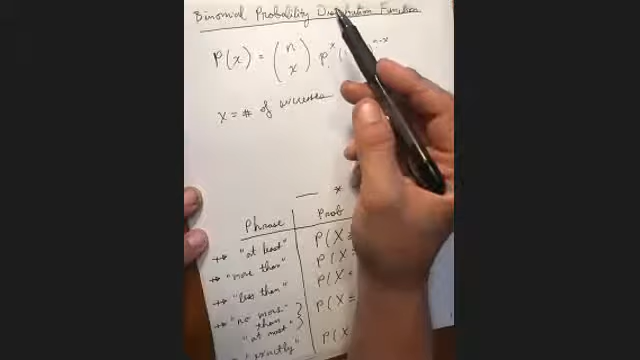 Binomial Probability Distribution Function
P(x) = (n x) p^x ( ^n-x
X = # of successes
*
Phrase Prob
"at least" P(X
"more than" P(X
"less than" P(X
"no more than" P(X =
"at most"
"exactly" P(X